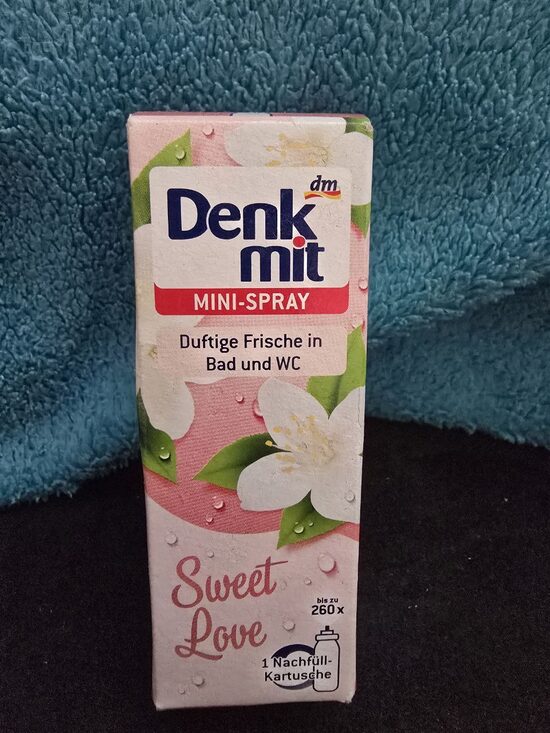 dm
Denk
mit
MINI-SPRAY
Duftige Frische in
Bad und WC
Sweet
Love
bis zu
260 x
1 Nachfüll-
Kartusche